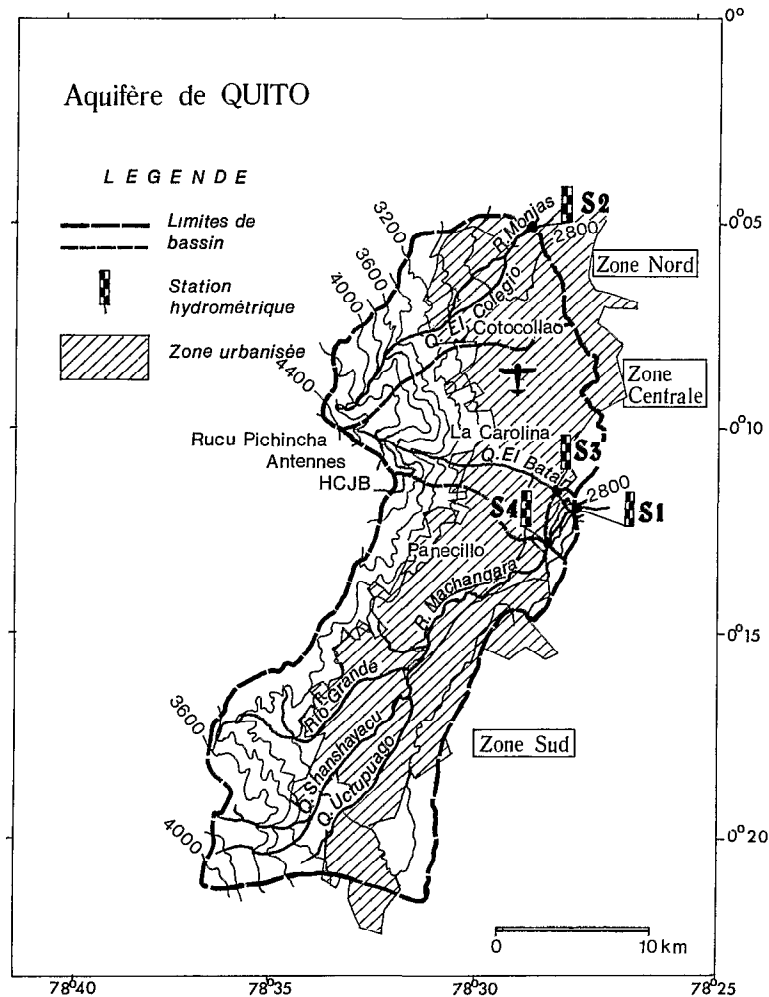 Aquifère de QUITO
LEGENDE
Limites de
bassin
Station
hydrométrique
Zone urbanisée
0°
0°05
0°10
0°15
0°20
S2
R.Monjas
2800
3200
3600
4000
4400
Zone Nord
Q. El-Colegio
Cotocollao
Zone
Centrale
La Carolina
Rucu Pichincha
Antennes
HCJB
Q.El Batan
S3
2800
S4
S1
Panecillo
R.Machangara
Rio-Grande
3600
Q.Shanshayacu
Q.Uctupuago
Zone Sud
4000
0
10 km
78°40
78°35
78°30
78°25